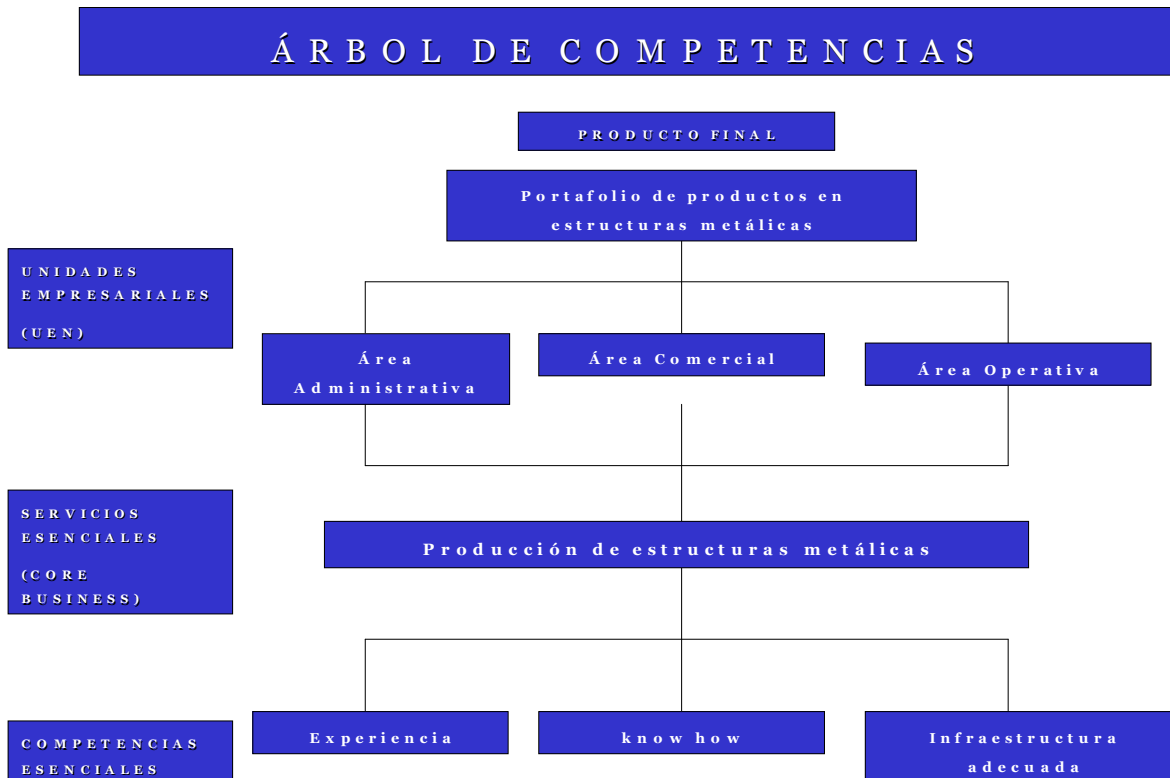 ÁRBOL DE COMPETENCIAS
PRODUCTO FINAL
Portafolio de productos en
estructuras metálicas
UNIDADES
EMPRESARIALES
(UEN)
Área
Administrativa
Área Comercial
Área Operativa
SERVICIOS
ESENCIALES
(CORE
BUSINESS)
Producción de estructuras metálicas
COMPETENCIAS
ESENCIALES
Experiencia
know how
Infraestructura
adecuada